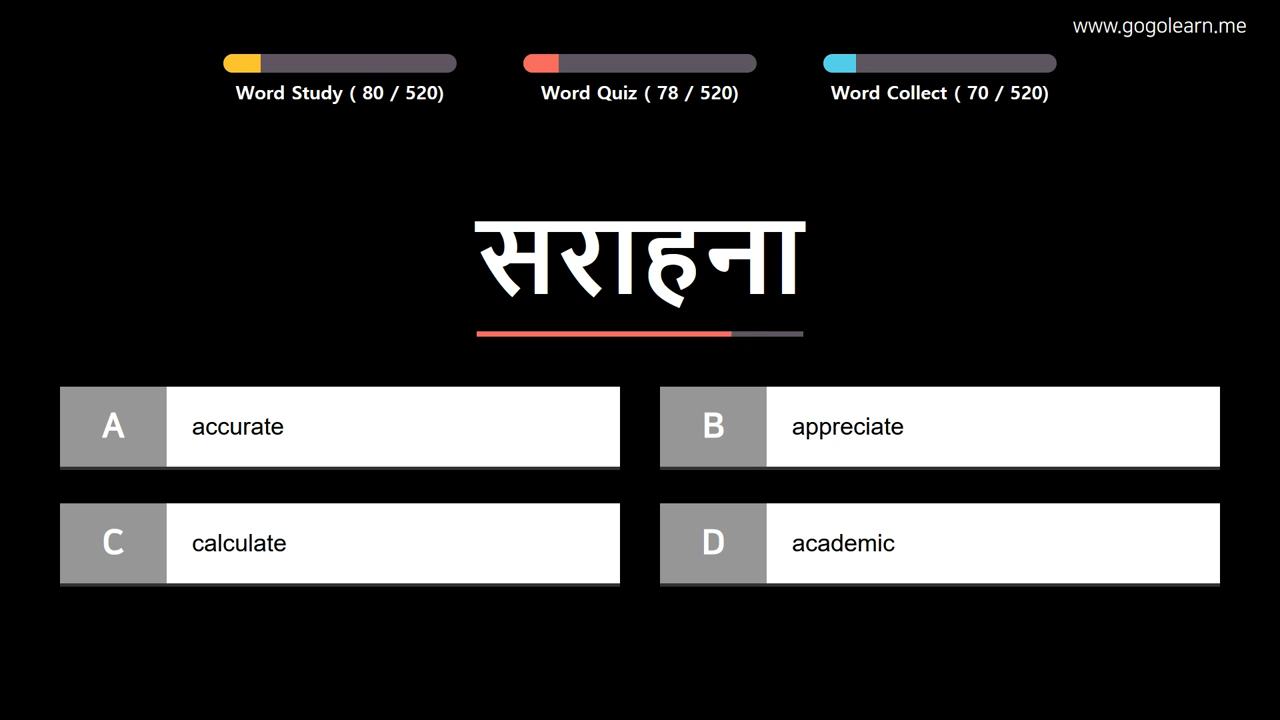 www.gogolearn.me
Word Study ( 80 / 520)
Word Quiz ( 78 / 520)
Word Collect ( 70 / 520)
सराहना
A accurate
B appreciate
C calculate
D academic